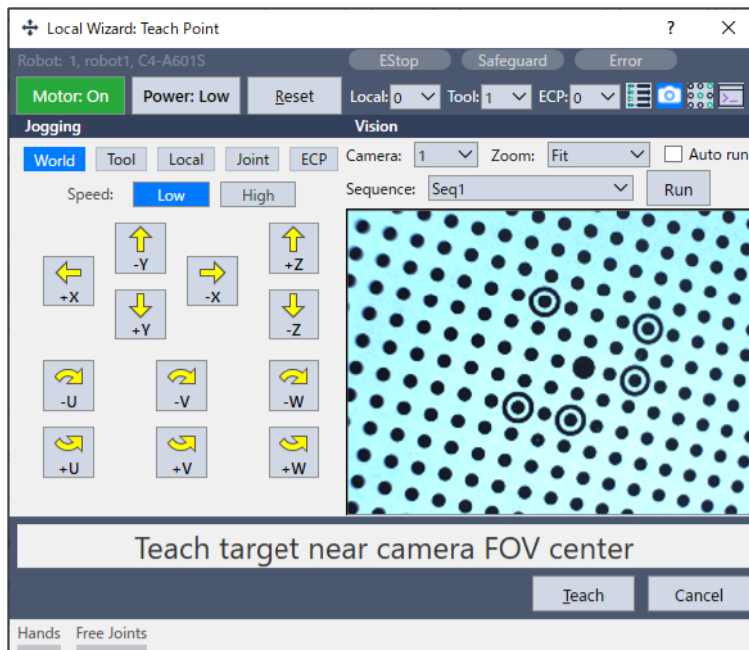 Local Wizard: Teach Point
Robot: 1, robot1, C4-A601S EStop Safeguard Error
Motor: On Power: Low Reset Local: 0 Tool: 1 ECP: 0
Jogging Vision
World Tool Local Joint ECP Camera: 1 Zoom: Fit Auto run
Speed: Low High Sequence: Seq1 Run
-Y +Z
+X -X
+Y -Z
-U -V -W
+U +V +W
Teach target near camera FOV center
Teach Cancel
Hands Free Joints